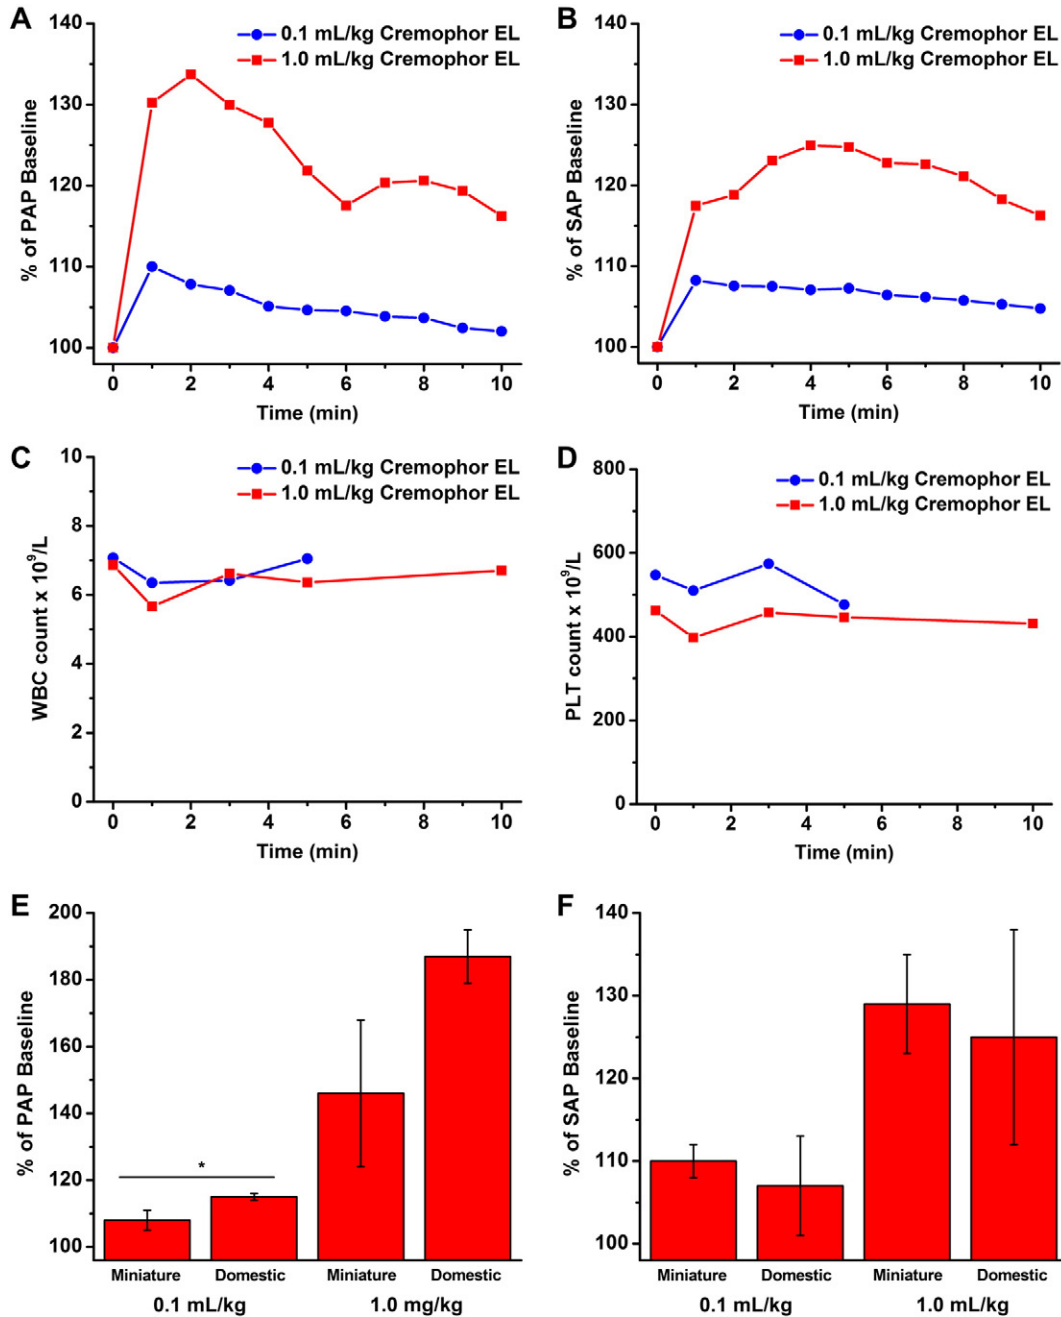 A
140
130
120
110
100
% of PAP Baseline
0.1 mL/kg Cremophor EL
1.0 mL/kg Cremophor EL
0 2 4 6 8 10
Time (min)
B
140
130
120
110
100
% of SAP Baseline
0.1 mL/kg Cremophor EL
1.0 mL/kg Cremophor EL
0 2 4 6 8 10
Time (min)
C
10
8
6
4
2
0
WBC count x 10⁹/L
0.1 mL/kg Cremophor EL
1.0 mL/kg Cremophor EL
0 2 4 6 8 10
Time (min)
D
800
600
400
200
0
PLT count x 10⁹/L
0.1 mL/kg Cremophor EL
1.0 mL/kg Cremophor EL
0 2 4 6 8 10
Time (min)
E
200
180
160
140
120
100
% of PAP Baseline
*
Miniature Domestic Miniature Domestic
0.1 mL/kg 1.0 mg/kg
F
140
130
120
110
100
% of SAP Baseline
Miniature Domestic Miniature Domestic
0.1 mL/kg 1.0 mL/kg